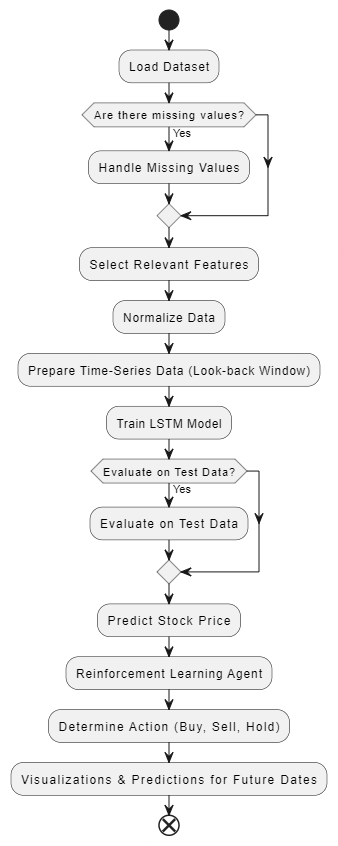 Load Dataset
Are there missing values?
Yes
Handle Missing Values
Select Relevant Features
Normalize Data
Prepare Time-Series Data (Look-back Window)
Train LSTM Model
Evaluate on Test Data?
Yes
Evaluate on Test Data
Predict Stock Price
Reinforcement Learning Agent
Determine Action (Buy, Sell, Hold)
Visualizations & Predictions for Future Dates